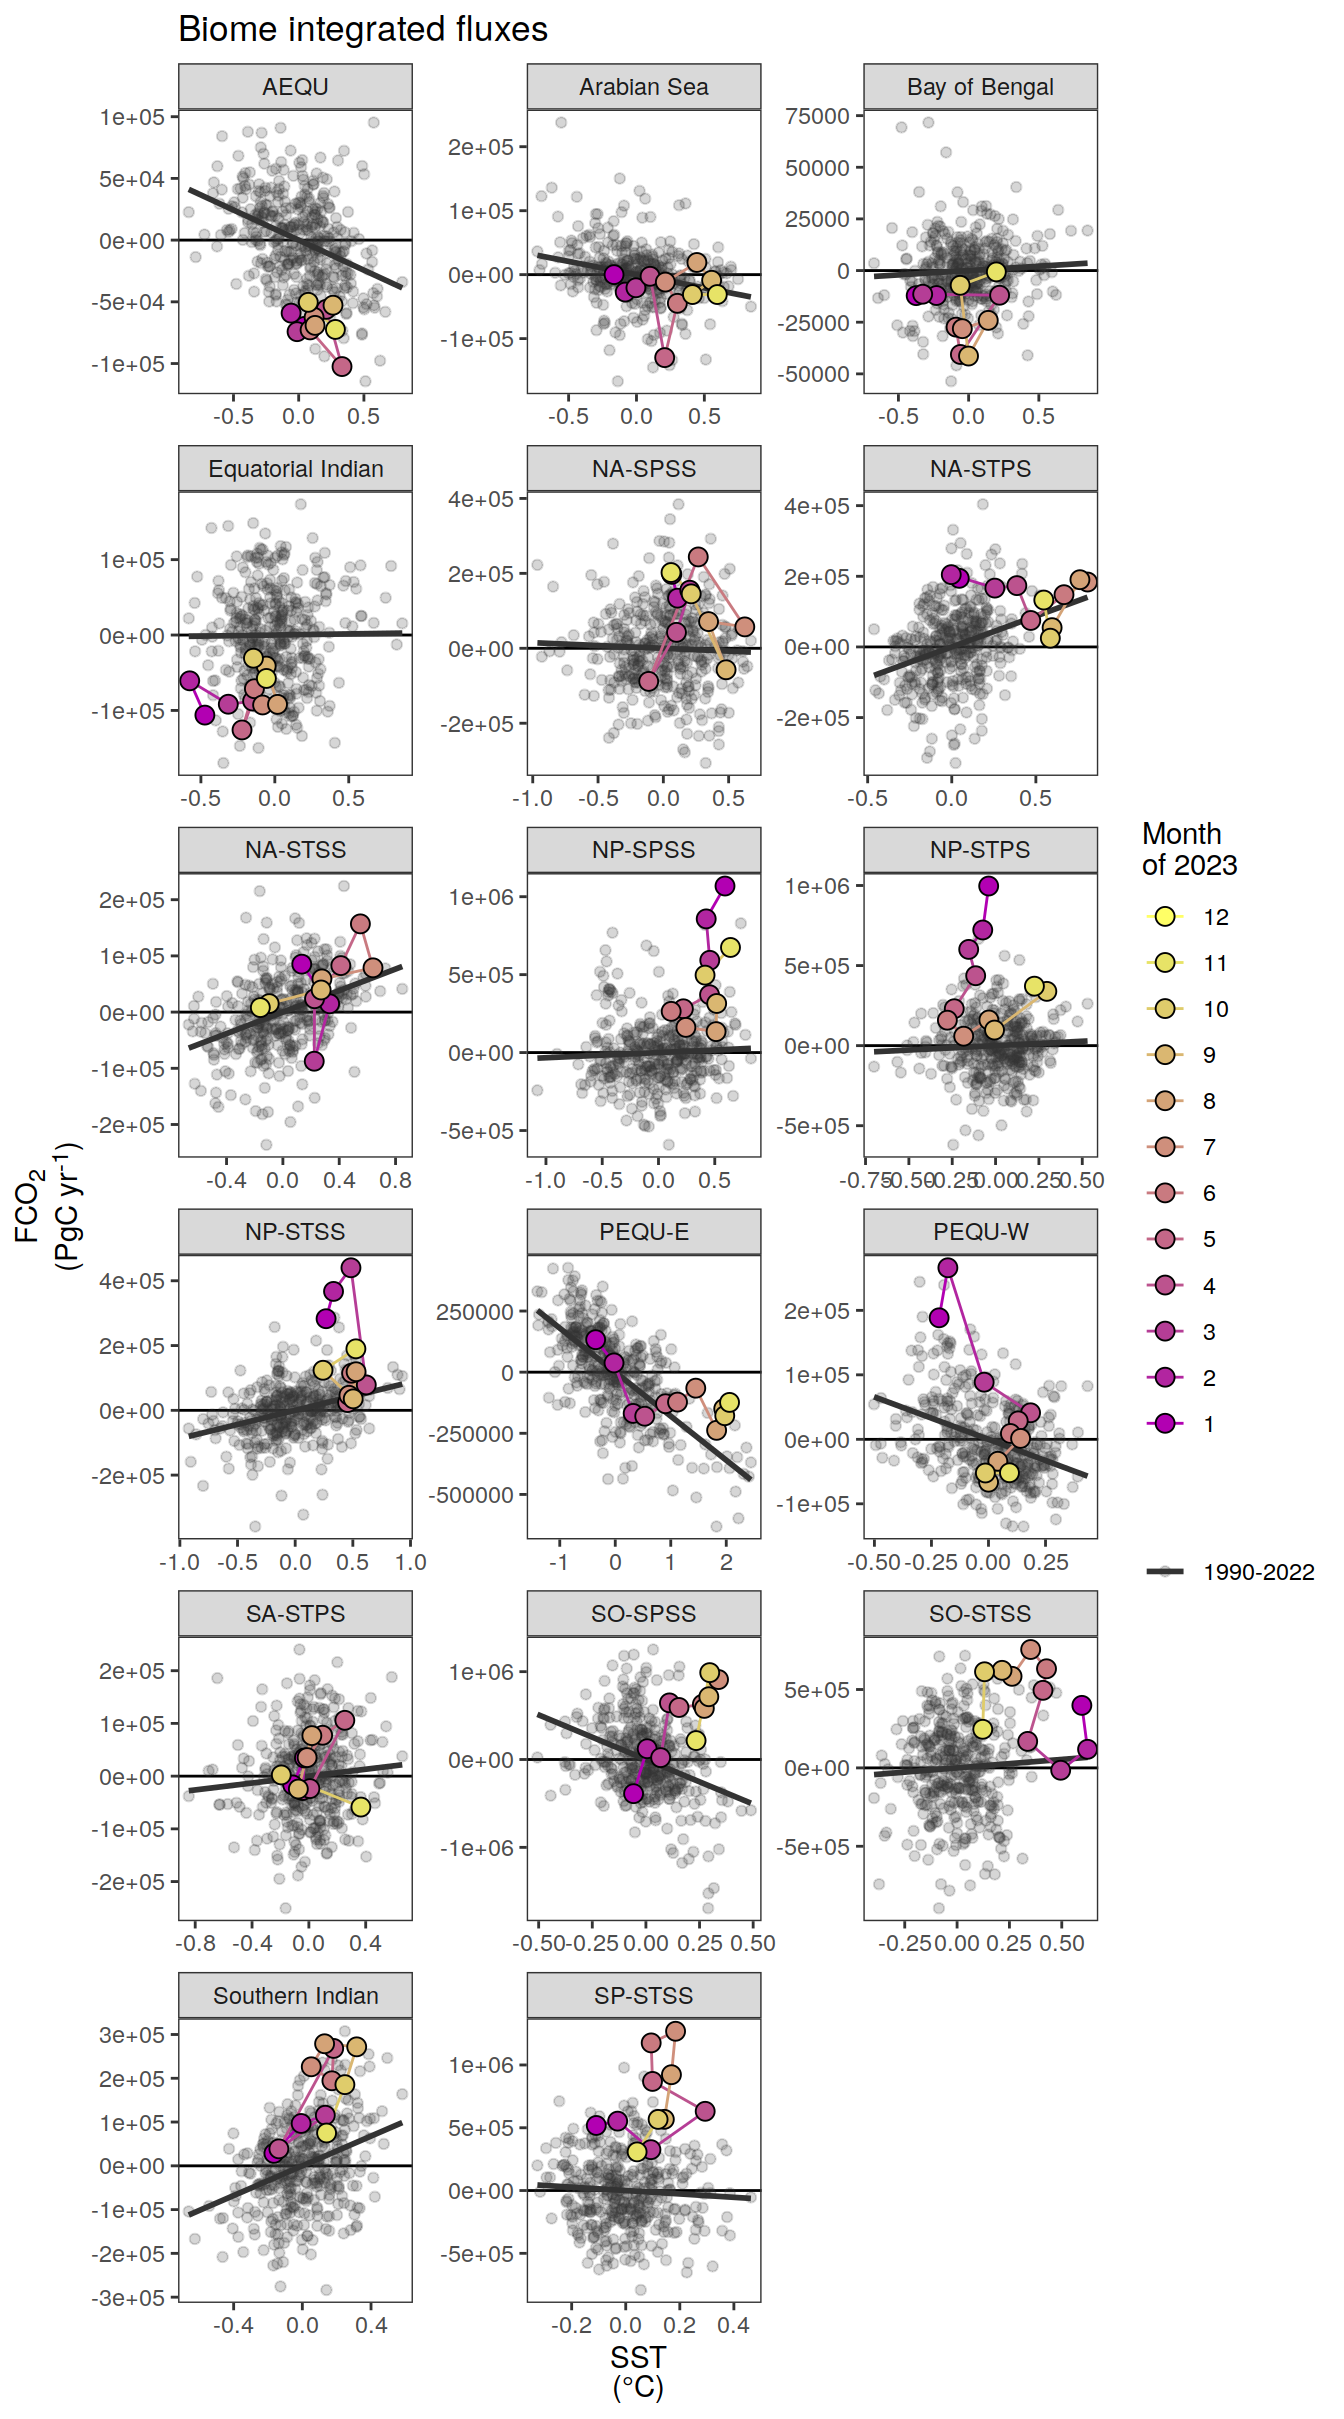 Biome integrated fluxes
AEQU
Arabian Sea
Bay of Bengal
1e+05
5e+04
0e+00
-5e+04
-1e+05
2e+05
1e+05
0e+00
-1e+05
75000
50000
25000
0
-25000
-50000
-0.5 0.0 0.5
-0.5 0.0 0.5
-0.5 0.0 0.5
Equatorial Indian
NA-SPSS
NA-STPS
1e+05
0e+00
-1e+05
4e+05
2e+05
0e+00
-2e+05
4e+05
2e+05
0e+00
-2e+05
-0.5 0.0 0.5
-1.0 -0.5 0.0 0.5
-0.5 0.0 0.5
NA-STSS
NP-SPSS
NP-STPS
2e+05
1e+05
0e+00
-1e+05
-2e+05
1e+06
5e+05
0e+00
-5e+05
1e+06
5e+05
0e+00
-5e+05
-0.4 0.0 0.4 0.8
-1.0 -0.5 0.0 0.5
-0.75 -0.50 -0.25 0.00 0.25 0.50
NP-STSS
PEQU-E
PEQU-W
4e+05
2e+05
0e+00
-2e+05
250000
0
-250000
-500000
2e+05
1e+05
0e+00
-1e+05
-1.0 -0.5 0.0 0.5 1.0
-1 0 1 2
-0.50 -0.25 0.00 0.25
SA-STPS
SO-SPSS
SO-STSS
2e+05
1e+05
0e+00
-1e+05
-2e+05
1e+06
0e+00
-1e+06
5e+05
0e+00
-5e+05
-0.8 -0.4 0.0 0.4
-0.50 -0.25 0.00 0.25 0.50
-0.25 0.00 0.25 0.50
Southern Indian
SP-STSS
3e+05
2e+05
1e+05
0e+00
-1e+05
-2e+05
-3e+05
1e+06
5e+05
0e+00
-5e+05
-0.4 0.0 0.4
-0.2 0.0 0.2 0.4
SST
(°C)
FCO2
(PgC yr-1)
Month
of 2023
12
11
10
9
8
7
6
5
4
3
2
1
1990-2022